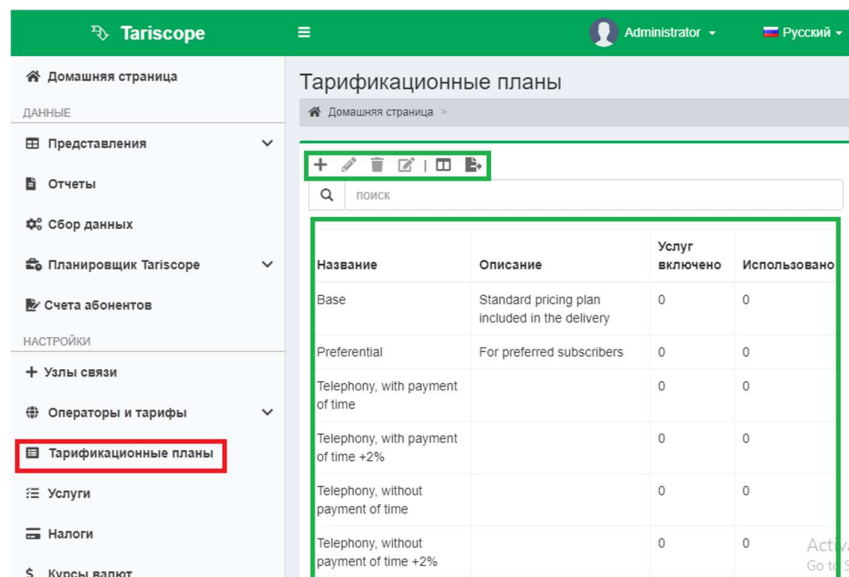 Tariscope
Administrator
Русский
Домашняя страница
ДАННЫЕ
Представления
Отчеты
Сбор данных
Планировщик Tariscope
Счета абонентов
НАСТРОЙКИ
Узлы связи
Операторы и тарифы
Тарификационные планы
Услуги
Налоги
Курсы валют
Тарификационные планы
Домашняя страница >
поиск
Название Описание Услуг включено Использовано
Base Standard pricing plan included in the delivery 0 0
Preferential For preferred subscribers 0 0
Telephony, with payment of time 0 0
Telephony, with payment of time +2% 0 0
Telephony, without payment of time 0 0
Telephony, without payment of time +2% 0 0
Go to